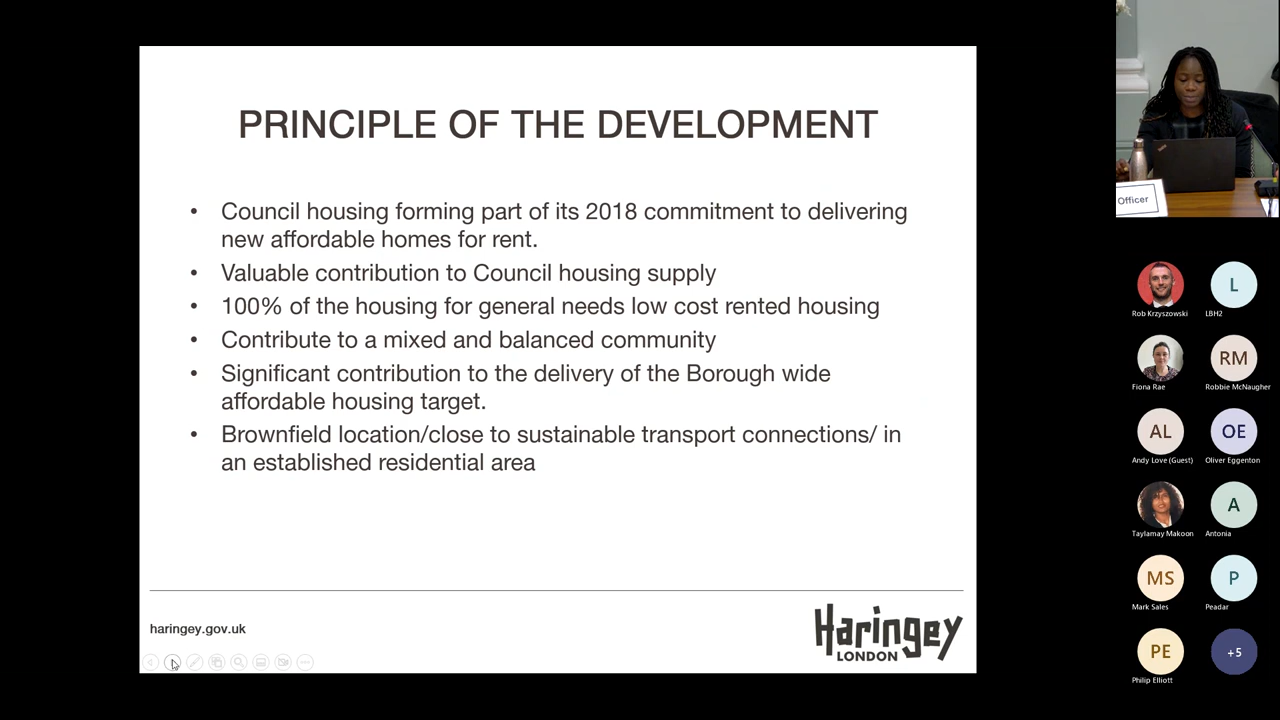 PRINCIPLE OF THE DEVELOPMENT
• Council housing forming part of its 2018 commitment to delivering
new affordable homes for rent.
• Valuable contribution to Council housing supply
• 100% of the housing for general needs low cost rented housing
• Contribute to a mixed and balanced community
• Significant contribution to the delivery of the Borough wide
affordable housing target.
• Brownfield location/close to sustainable transport connections/ in
an established residential area
haringey.gov.uk
Haringey
LONDON
Officer
Rob Krzyszowski
L
LBH2
Fiona Rae
RM
Robbie McNaugher
AL
Andy Love (Guest)
OE
Oliver Eggenton
Taylamay Makoon
A
Antonia
MS
Mark Sales
P
Peadar
PE
Philip Elliott
+5